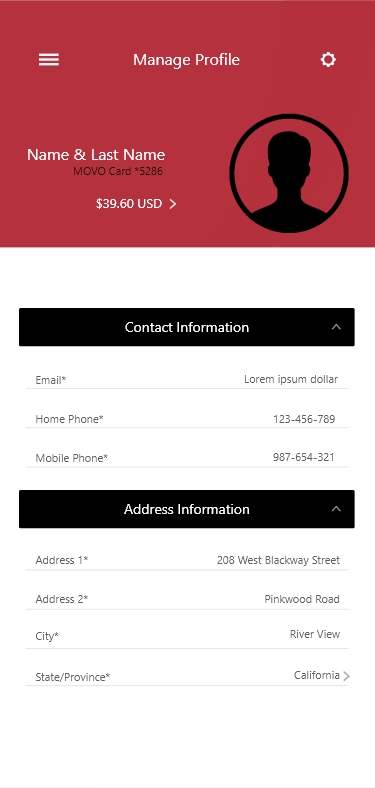 Manage Profile
Name & Last Name
MOVO Card *5286
$39.60 USD
Contact Information
Email* Lorem ipsum dollar
Home Phone* 123-456-789
Mobile Phone* 987-654-321
Address Information
Address 1* 208 West Blackway Street
Address 2* Pinkwood Road
City* River View
State/Province* California